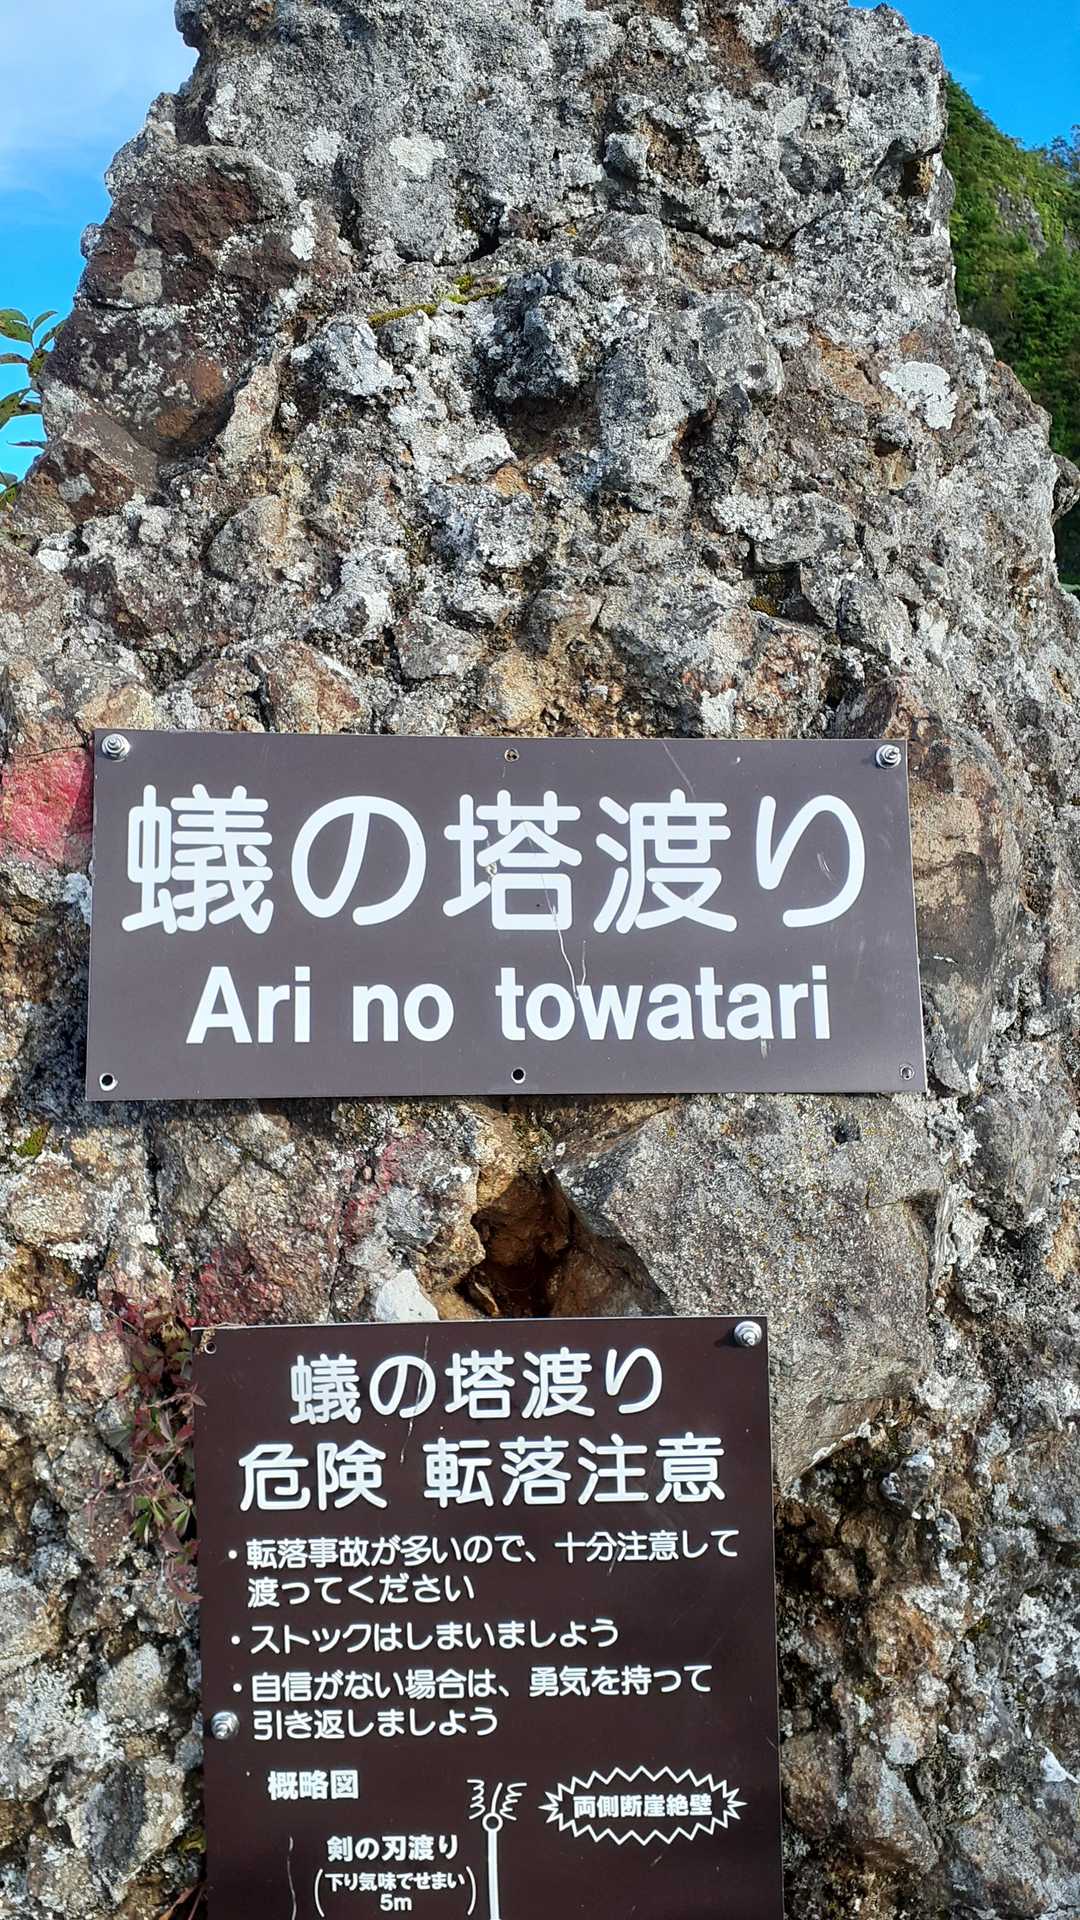 蟻の塔渡り
Ari no towatari
蟻の塔渡り
危険 転落注意
・転落事故が多いので、十分注意して
渡ってください
・ストックはしまいましょう
・自信がない場合は、勇気を持って
引き返しましょう
概略図
両側断崖絶壁
剣の刃渡り
(下り気味でせまい)
5m